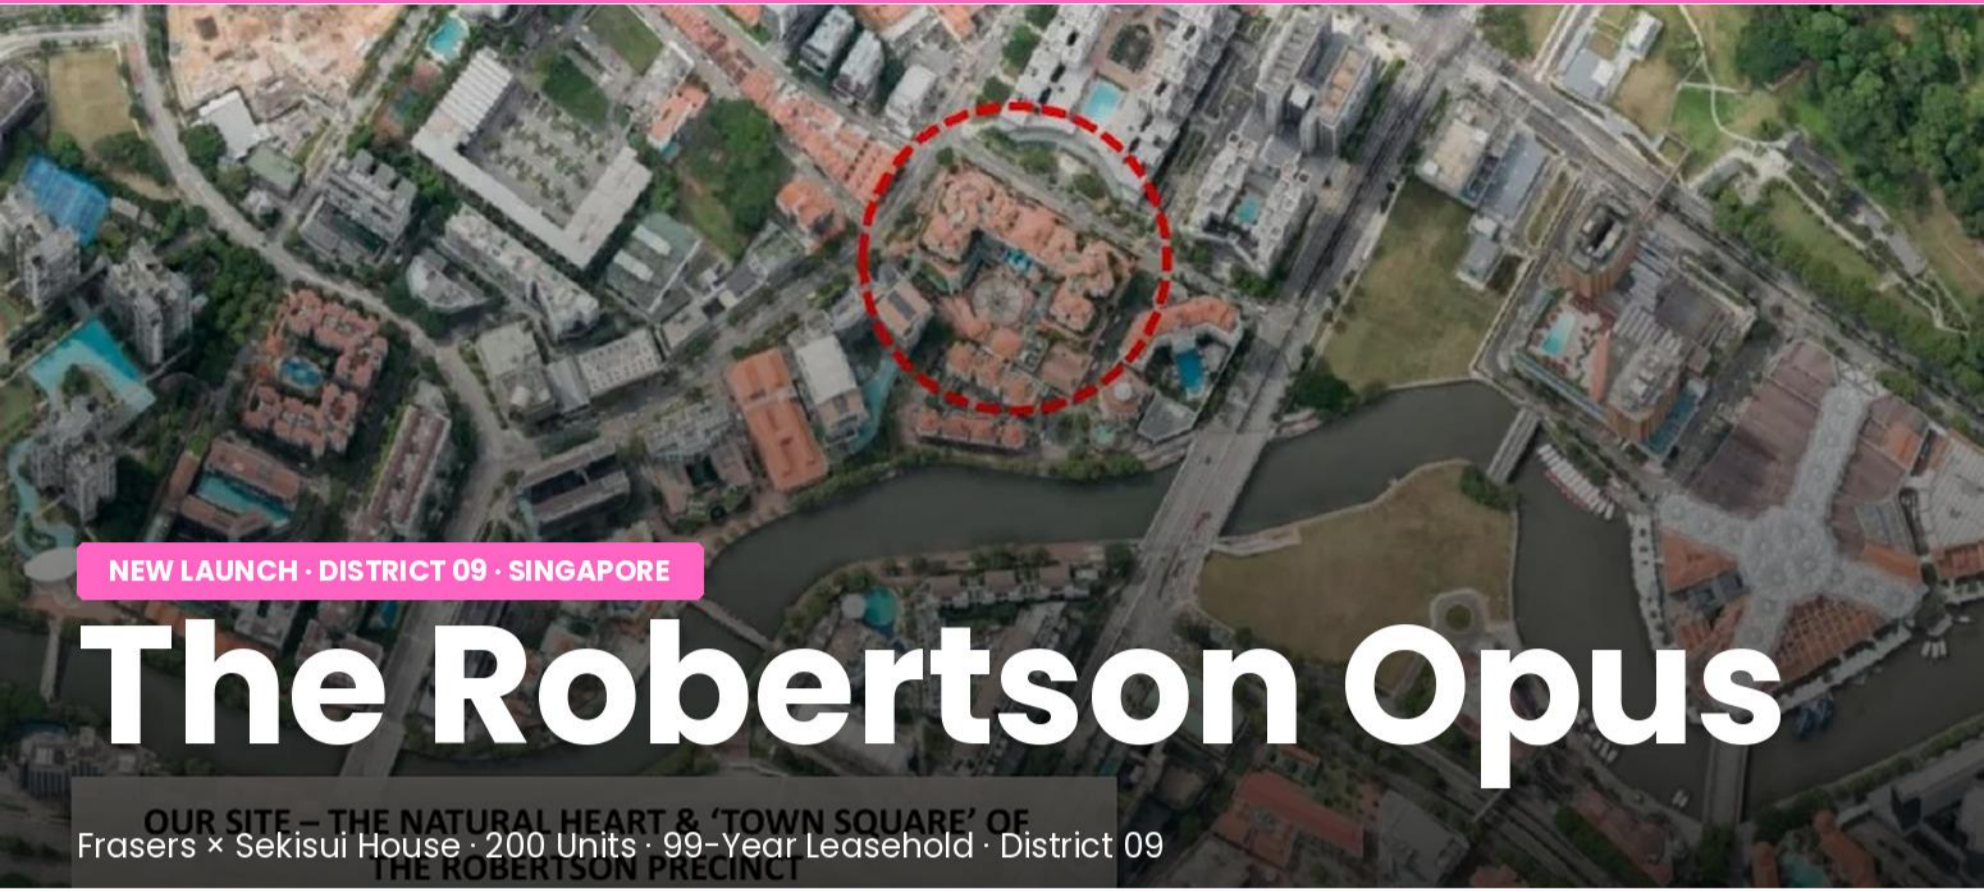 NEW LAUNCH · DISTRICT 09 · SINGAPORE
The Robertson Opus
OUR SITE – THE NATURAL HEART & ‘TOWN SQUARE’ OF
Frasers × Sekisui House · 200 Units · 99-Year Leasehold · District 09
THE ROBERTSON PRECINCT